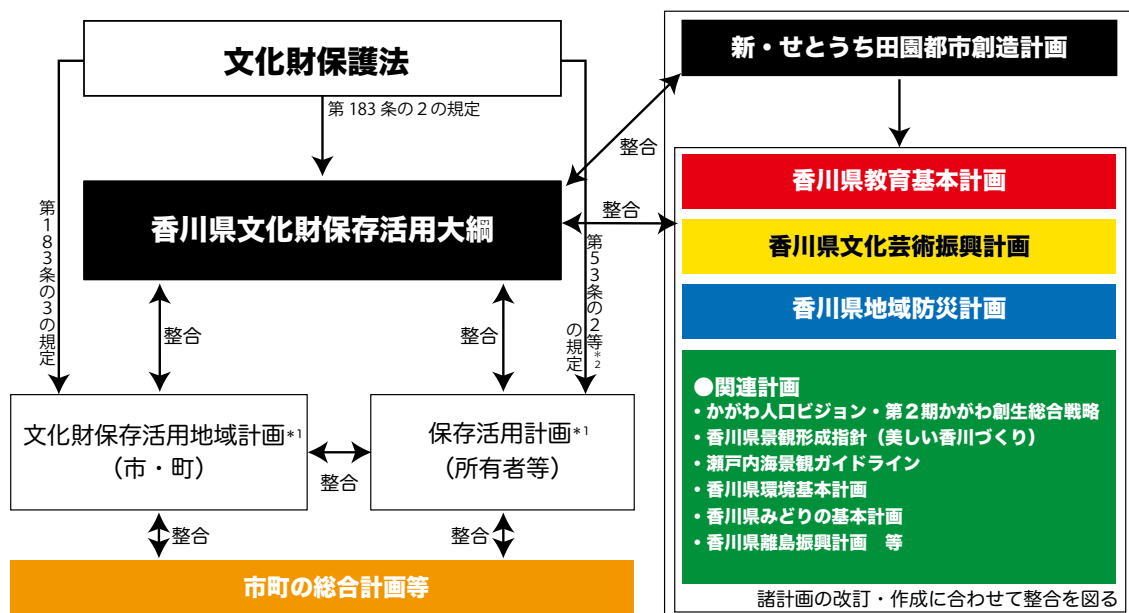 文化財保護法
第183条の2の規定
整合
香川県文化財保存活用大綱
整合
第183条の3の規定
第53条の2等*2
の規定
整合
整合
文化財保存活用地域計画*1
（市・町）
整合
保存活用計画*1
（所有者等）
整合
整合
市町の総合計画等
新・せとうち田園都市創造計画
香川県教育基本計画
香川県文化芸術振興計画
香川県地域防災計画
●関連計画
・かがわ人口ビジョン・第２期かがわ創生総合戦略
・香川県景観形成指針（美しい香川づくり）
・瀬戸内海景観ガイドライン
・香川県環境基本計画
・香川県みどりの基本計画
・香川県離島振興計画　等
諸計画の改訂・作成に合わせて整合を図る